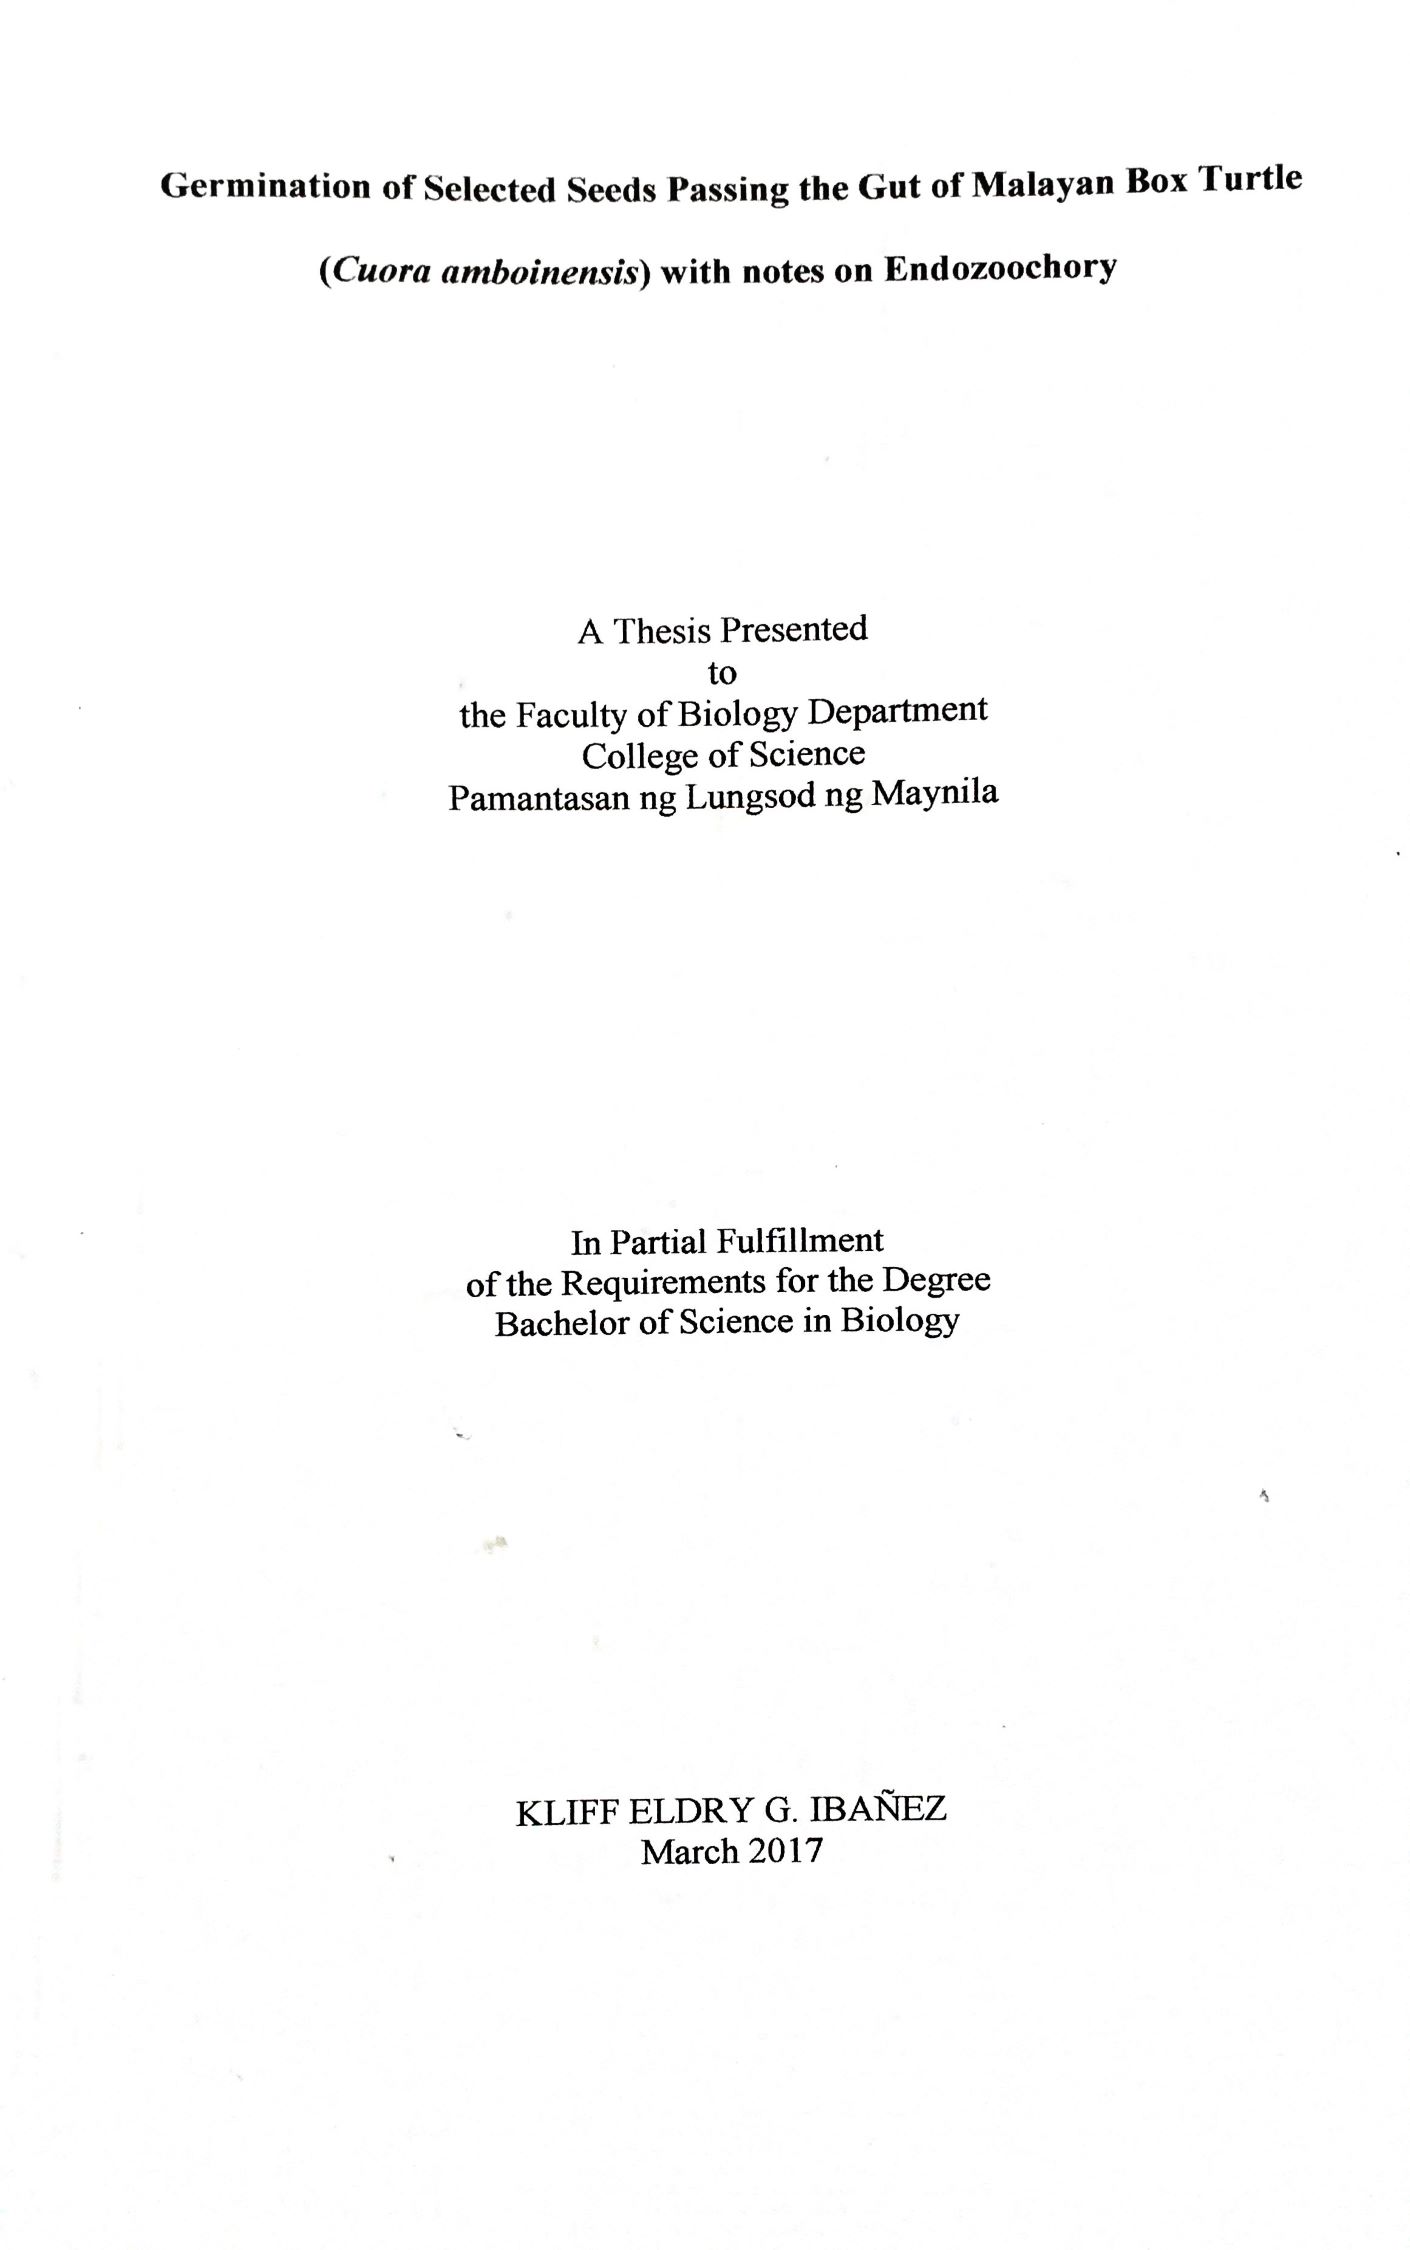 Germination of Selected Seeds Passing the Gut of Malayan Box Turtle
(Cuora amboinensis) with notes on Endozoochory
A Thesis Presented
to
the Faculty of Biology Department
College of Science
Pamantasan ng Lungsod ng Maynila
In Partial Fulfillment
of the Requirements for the Degree
Bachelor of Science in Biology
KLIFF ELDRY G. IBAÑEZ
March 2017